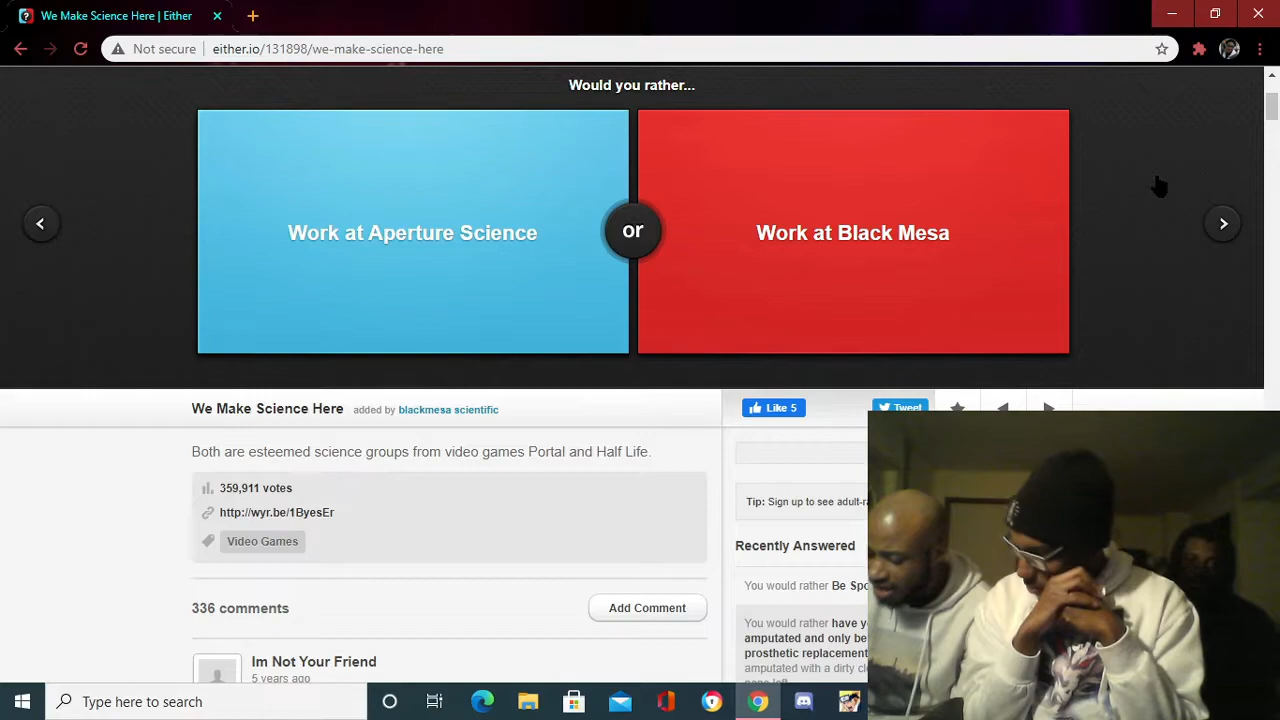 We Make Science Here | Either
Not secure
either.io/131898/we-make-science-here
Would you rather...
Work at Aperture Science
or
Work at Black Mesa
We Make Science Here added by blackmesa scientific
Like 5
Tweet
Both are esteemed science groups from video games Portal and Half Life.
359,911 votes
http://wyr.be/1ByesEr
Video Games
Tip: Sign up to see
Recently Answered
You would rather Be
336 comments
Add Comment
You would rather have
amputated and only be
prosthetic replacement
amputated with a dirty
Im Not Your Friend
5 years ago
Type here to search